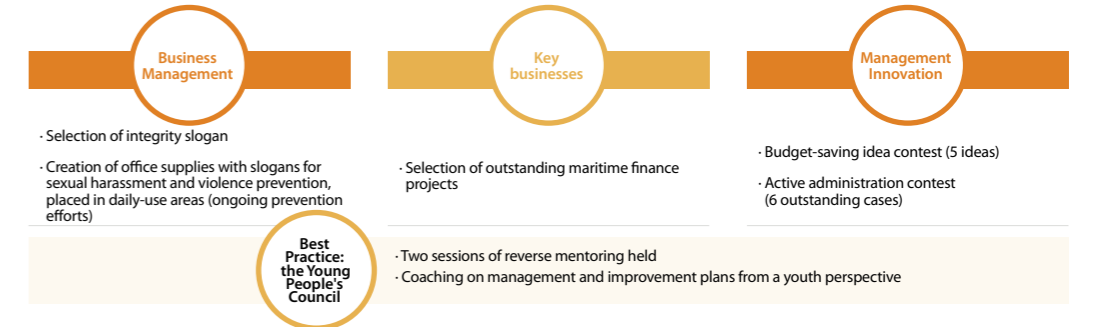 Business
Management
· Selection of integrity slogan
· Creation of office supplies with slogans for
sexual harassment and violence prevention,
placed in daily-use areas (ongoing prevention
efforts)
Key
businesses
· Selection of outstanding maritime finance
projects
Management
Innovation
· Budget-saving idea contest (5 ideas)
· Active administration contest
(6 outstanding cases)
Best
Practice:
the Young
People's
Council
· Two sessions of reverse mentoring held
· Coaching on management and improvement plans from a youth perspective